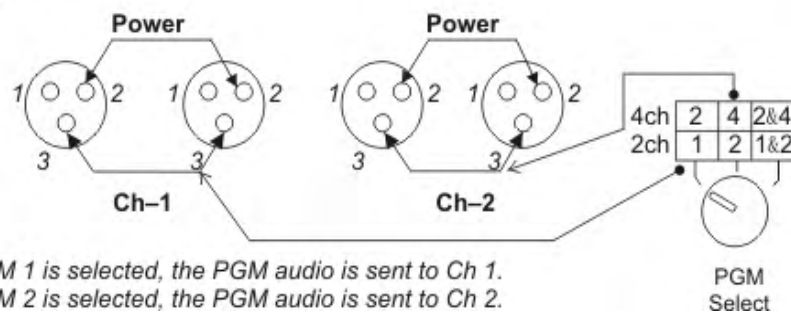 Power Power
1 2 1 2 1 2 1 2
4ch 2 4 2&4
2ch 1 2 1&2
3 3 3 3
Ch–1 Ch–2
M 1 is selected, the PGM audio is sent to Ch 1.
M 2 is selected, the PGM audio is sent to Ch 2.
PGM
Select